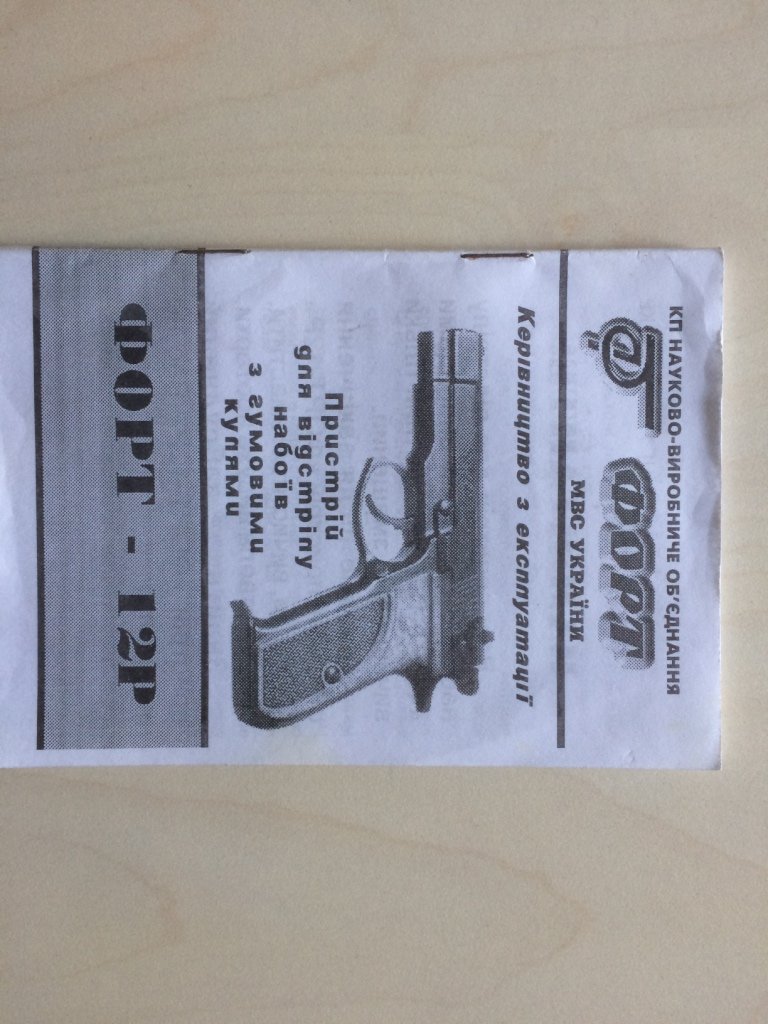 КП НАУКОВО-ВИРОБНИЧЕ ОБ'ЄДНАННЯ
ФОРТ
МВС УКРАЇНИ
Керівництво з експлуатації
Пристрій
для відстрілу
набоїв
з гумовими
кулями
ФОРТ - 12Р